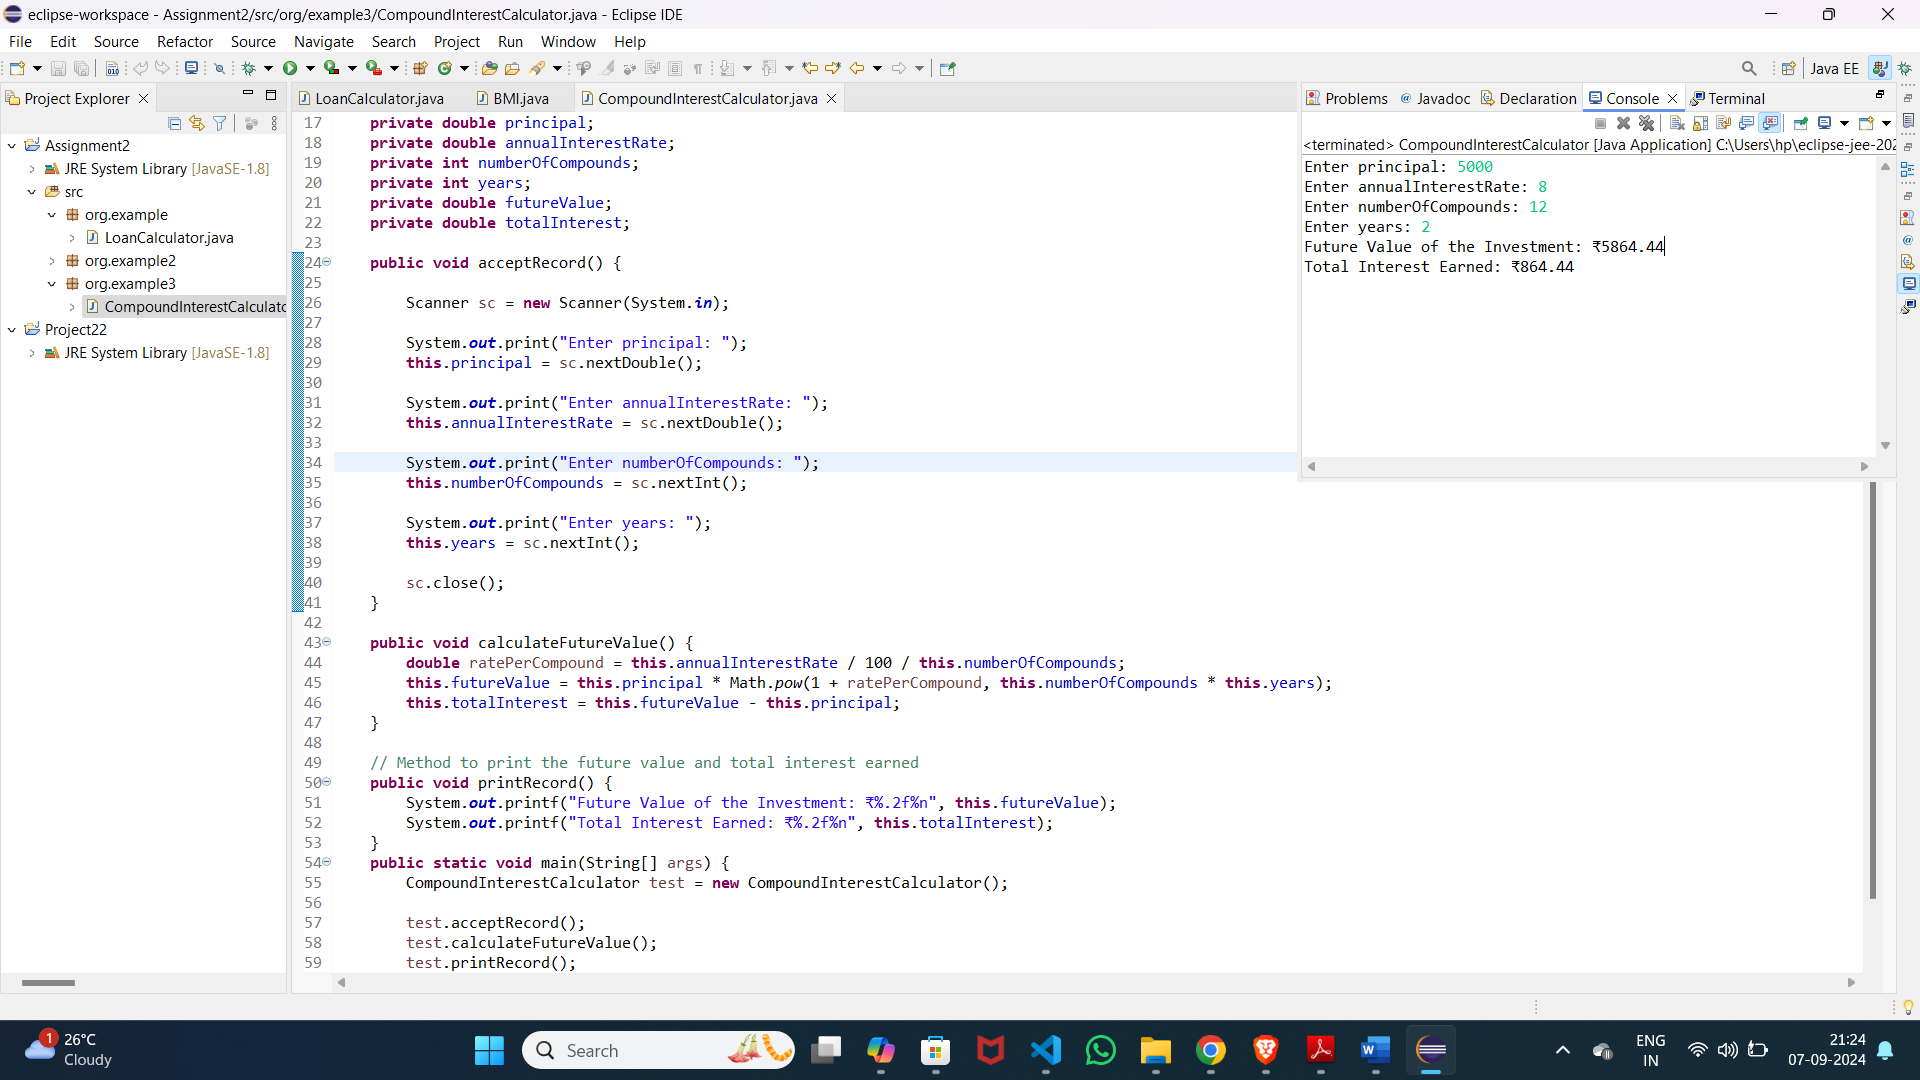 eclipse-workspace - Assignment2/src/org/example3/CompoundInterestCalculator.java - Eclipse IDE
File Edit Source Refactor Source Navigate Search Project Run Window Help
Java EE
Project Explorer
Assignment2
JRE System Library [JavaSE-1.8]
src
org.example
LoanCalculator.java
org.example2
org.example3
CompoundInterestCalculatc
Project22
JRE System Library [JavaSE-1.8]
LoanCalculator.java BMI.java CompoundInterestCalculator.java
17 private double principal;
18 private double annualInterestRate;
19 private int numberOfCompounds;
20 private int years;
21 private double futureValue;
22 private double totalInterest;
23
24 public void acceptRecord() {
25
26 Scanner sc = new Scanner(System.in);
27
28 System.out.print("Enter principal: ");
29 this.principal = sc.nextDouble();
30
31 System.out.print("Enter annualInterestRate: ");
32 this.annualInterestRate = sc.nextDouble();
33
34 System.out.print("Enter numberOfCompounds: ");
35 this.numberOfCompounds = sc.nextInt();
36
37 System.out.print("Enter years: ");
38 this.years = sc.nextInt();
39
40 sc.close();
41 }
42
43 public void calculateFutureValue() {
44 double ratePerCompound = this.annualInterestRate / 100 / this.numberOfCompounds;
45 this.futureValue = this.principal * Math.pow(1 + ratePerCompound, this.numberOfCompounds * this.years);
46 this.totalInterest = this.futureValue - this.principal;
47 }
48
49 // Method to print the future value and total interest earned
50 public void printRecord() {
51 System.out.printf("Future Value of the Investment: ₹%.2f%n", this.futureValue);
52 System.out.printf("Total Interest Earned: ₹%.2f%n", this.totalInterest);
53 }
54 public static void main(String[] args) {
55 CompoundInterestCalculator test = new CompoundInterestCalculator();
56
57 test.acceptRecord();
58 test.calculateFutureValue();
59 test.printRecord();
Problems Javadoc Declaration Console Terminal
<terminated> CompoundInterestCalculator [Java Application] C:\Users\hp\eclipse-jee-202
Enter principal: 5000
Enter annualInterestRate: 8
Enter numberOfCompounds: 12
Enter years: 2
Future Value of the Investment: ₹5864.44
Total Interest Earned: ₹864.44
1
26°C
Cloudy
Search
ENG
IN
21:24
07-09-2024